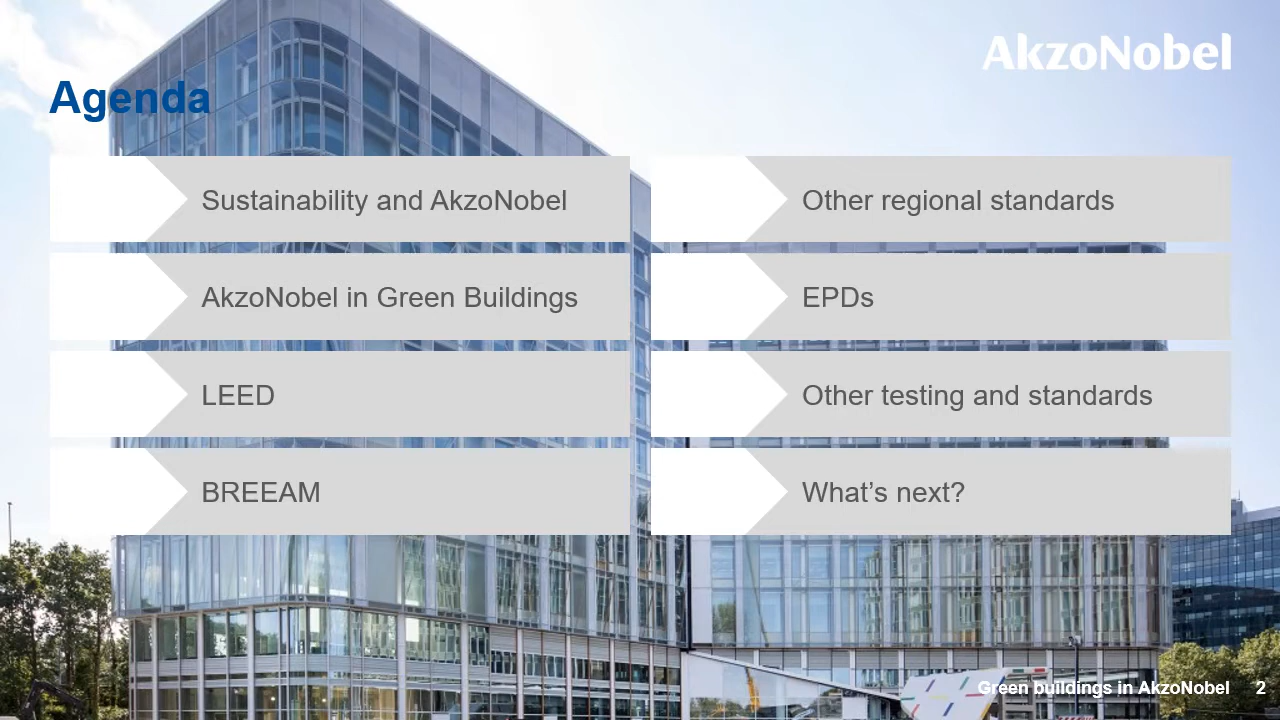 AkzoNobel
Agenda
Sustainability and AkzoNobel
AkzoNobel in Green Buildings
LEED
BREEAM
Other regional standards
EPDs
Other testing and standards
What’s next?
Green buildings in AkzoNobel 2